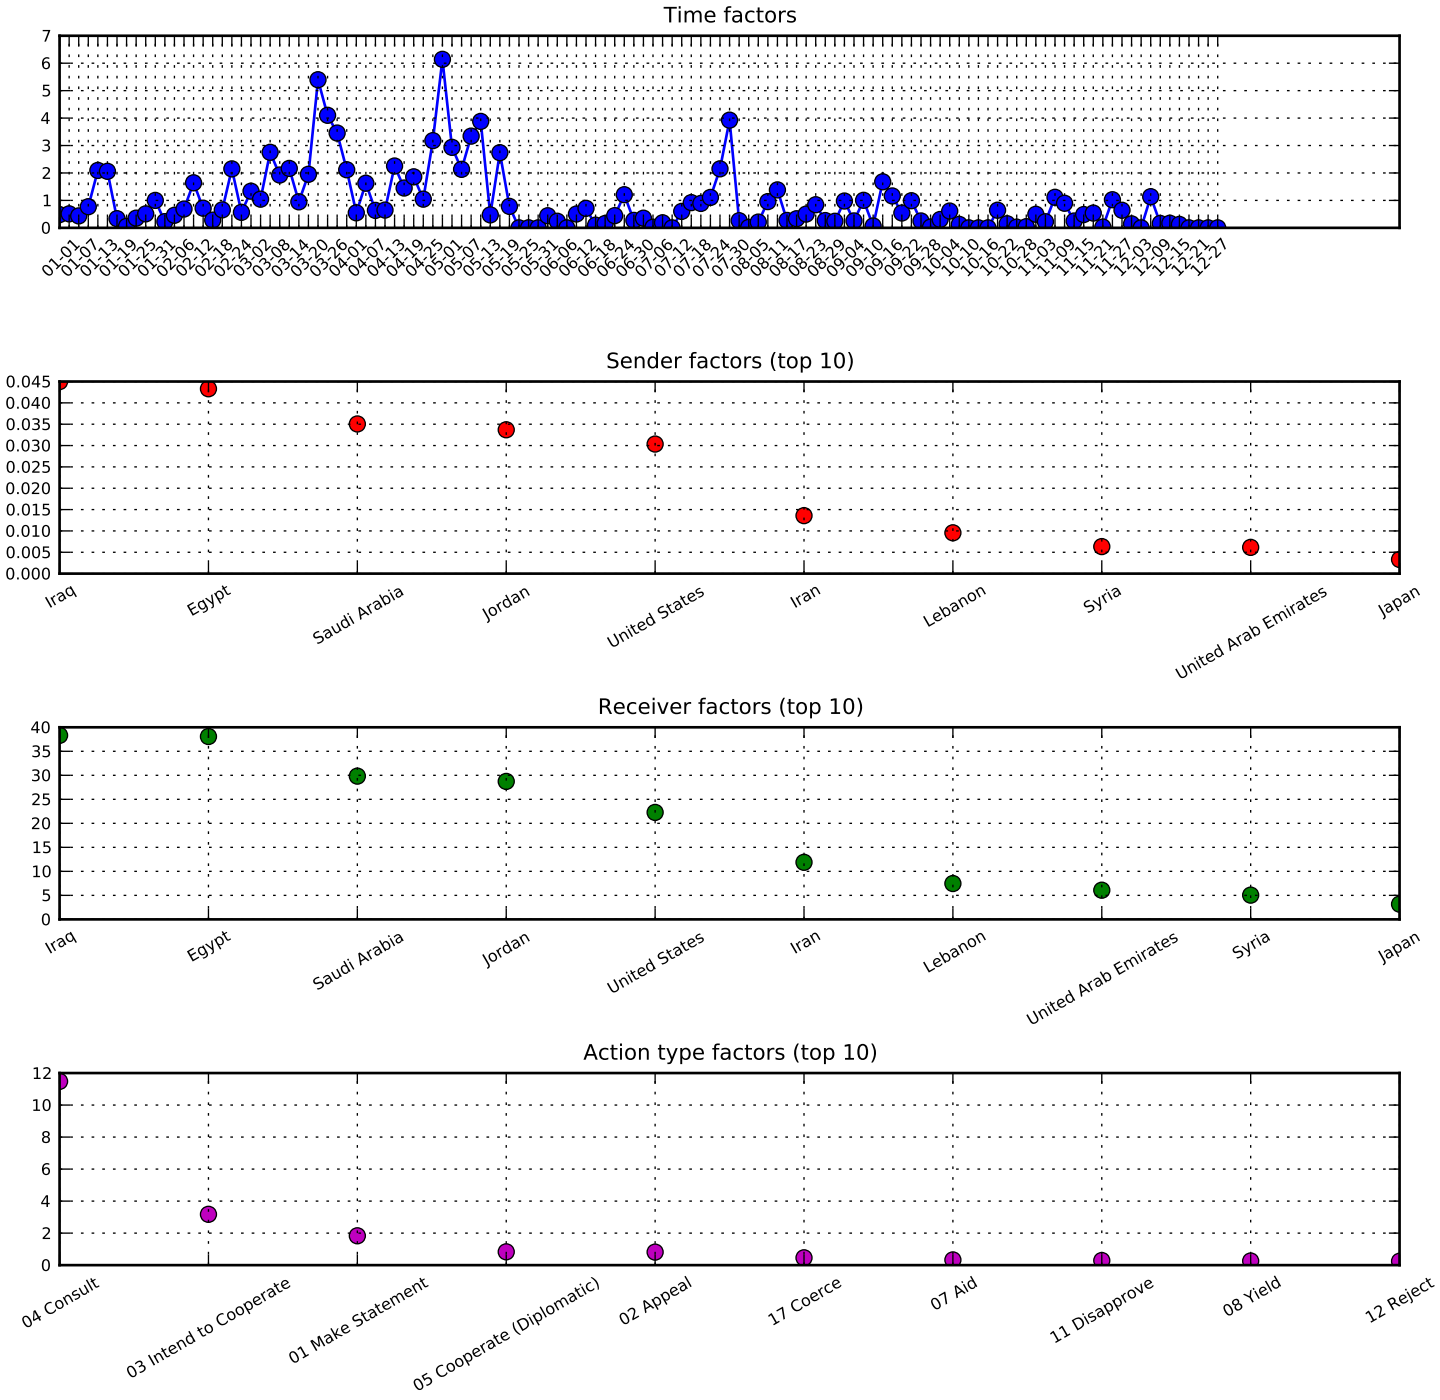 Time factors
7
6
5
4
3
2
1
0
01-01
01-07
01-13
01-19
01-25
01-31
02-06
02-12
02-18
02-24
03-02
03-08
03-14
03-20
03-26
04-01
04-07
04-13
04-19
04-25
05-01
05-07
05-13
05-19
05-25
05-31
06-06
06-12
06-18
06-24
06-30
07-06
07-12
07-18
07-24
07-30
08-05
08-11
08-17
08-23
08-29
09-04
09-10
09-16
09-22
09-28
10-04
10-10
10-16
10-22
10-28
11-03
11-09
11-15
11-21
11-27
12-03
12-09
12-15
12-21
12-27
Sender factors (top 10)
0.045
0.040
0.035
0.030
0.025
0.020
0.015
0.010
0.005
0.000
Iraq
Egypt
Saudi Arabia
Jordan
United States
Iran
Lebanon
Syria
United Arab Emirates
Japan
Receiver factors (top 10)
40
35
30
25
20
15
10
5
0
Iraq
Egypt
Saudi Arabia
Jordan
United States
Iran
Lebanon
United Arab Emirates
Syria
Japan
Action type factors (top 10)
12
10
8
6
4
2
0
04 Consult
03 Intend to Cooperate
01 Make Statement
05 Cooperate (Diplomatic)
02 Appeal
17 Coerce
07 Aid
11 Disapprove
08 Yield
12 Reject